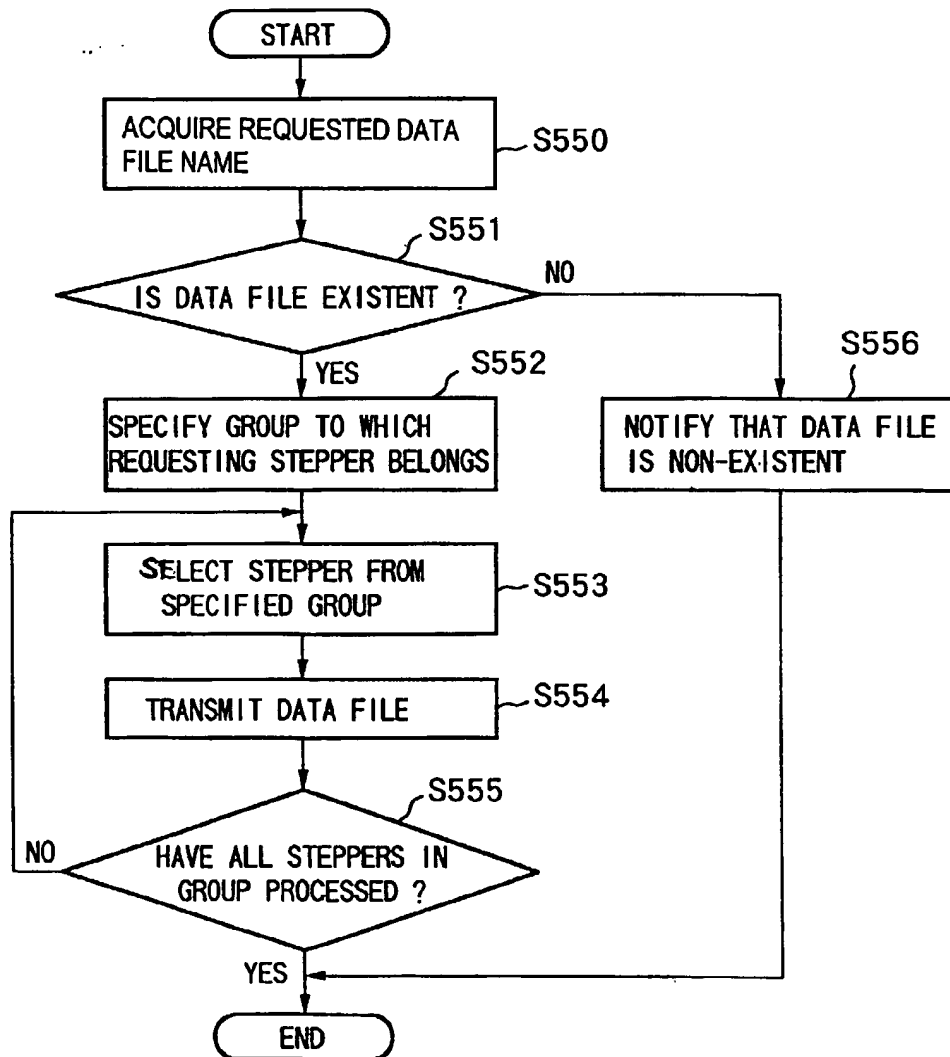 START
ACQUIRE REQUESTED DATA
FILE NAME
S550
S551
IS DATA FILE EXISTENT ?
NO
YES
S552
SPECIFY GROUP TO WHICH
REQUESTING STEPPER BELONGS
S556
NOTIFY THAT DATA FILE
IS NON-EXISTENT
SELECT STEPPER FROM
SPECIFIED GROUP
S553
TRANSMIT DATA FILE
S554
S555
HAVE ALL STEPPERS IN
GROUP PROCESSED ?
NO
YES
END